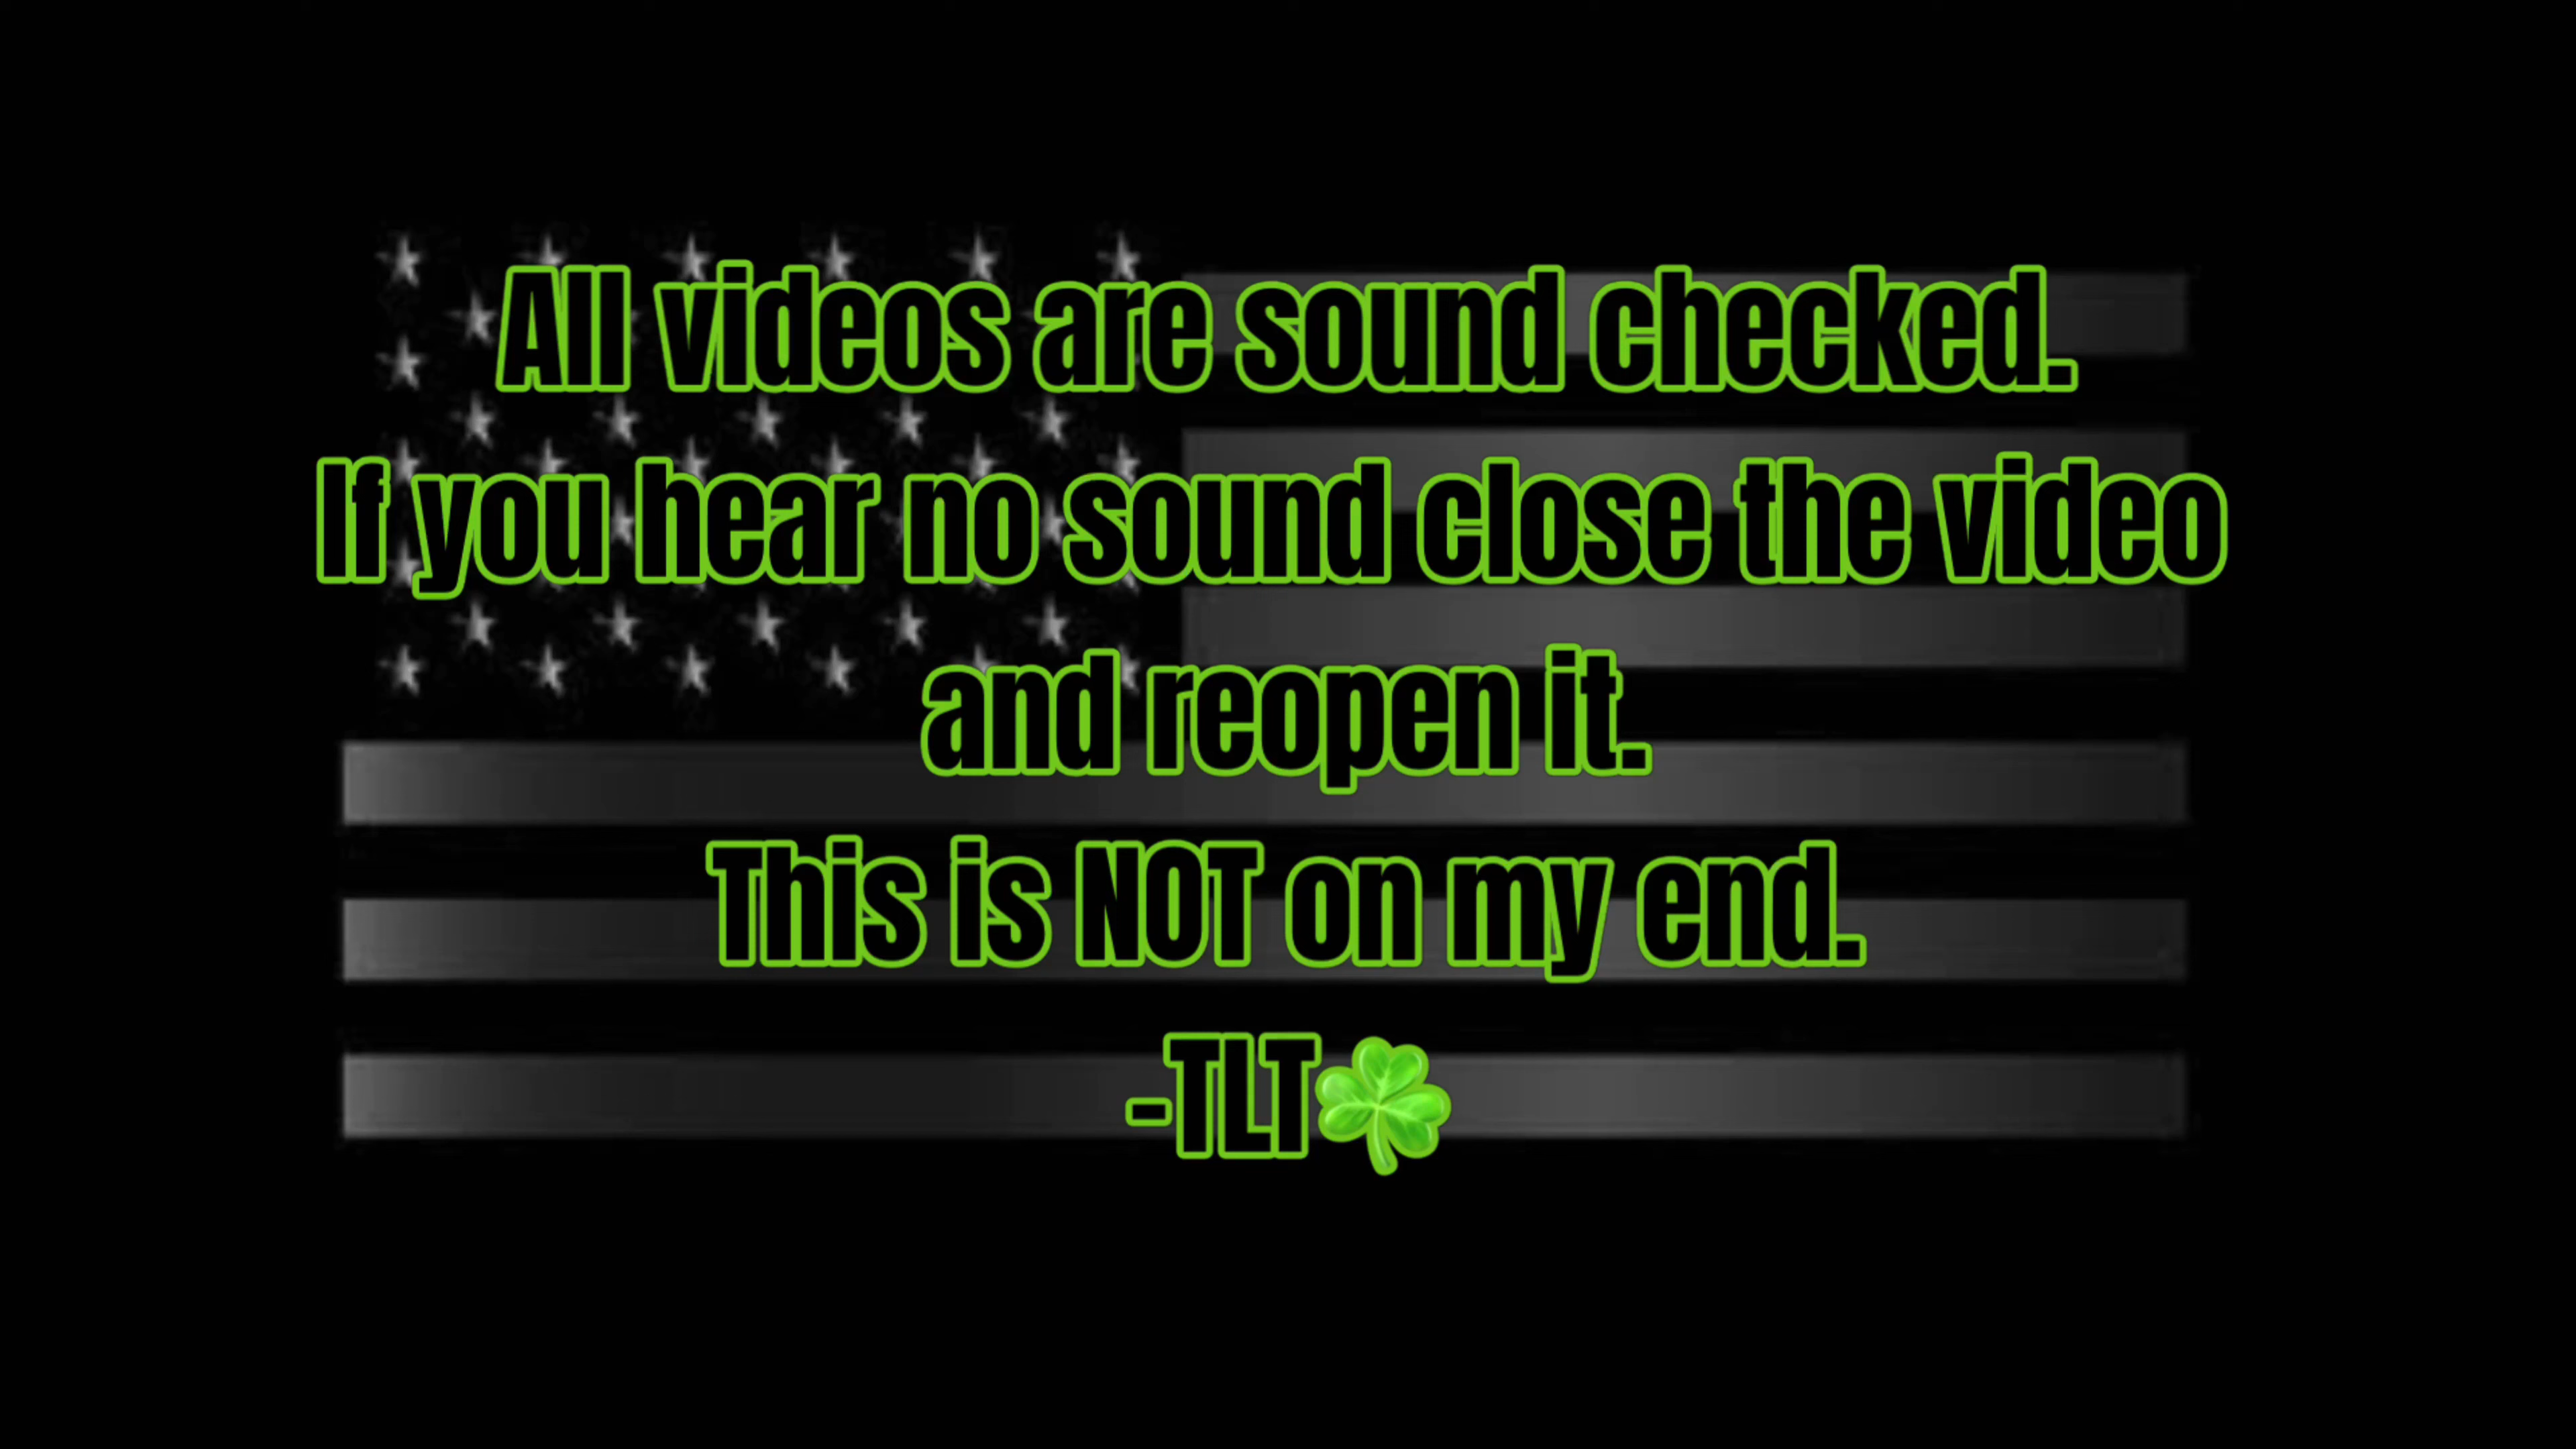 All videos are sound checked.
If you hear no sound close the video
and reopen it.
This is NOT on my end.
-TLT☘️